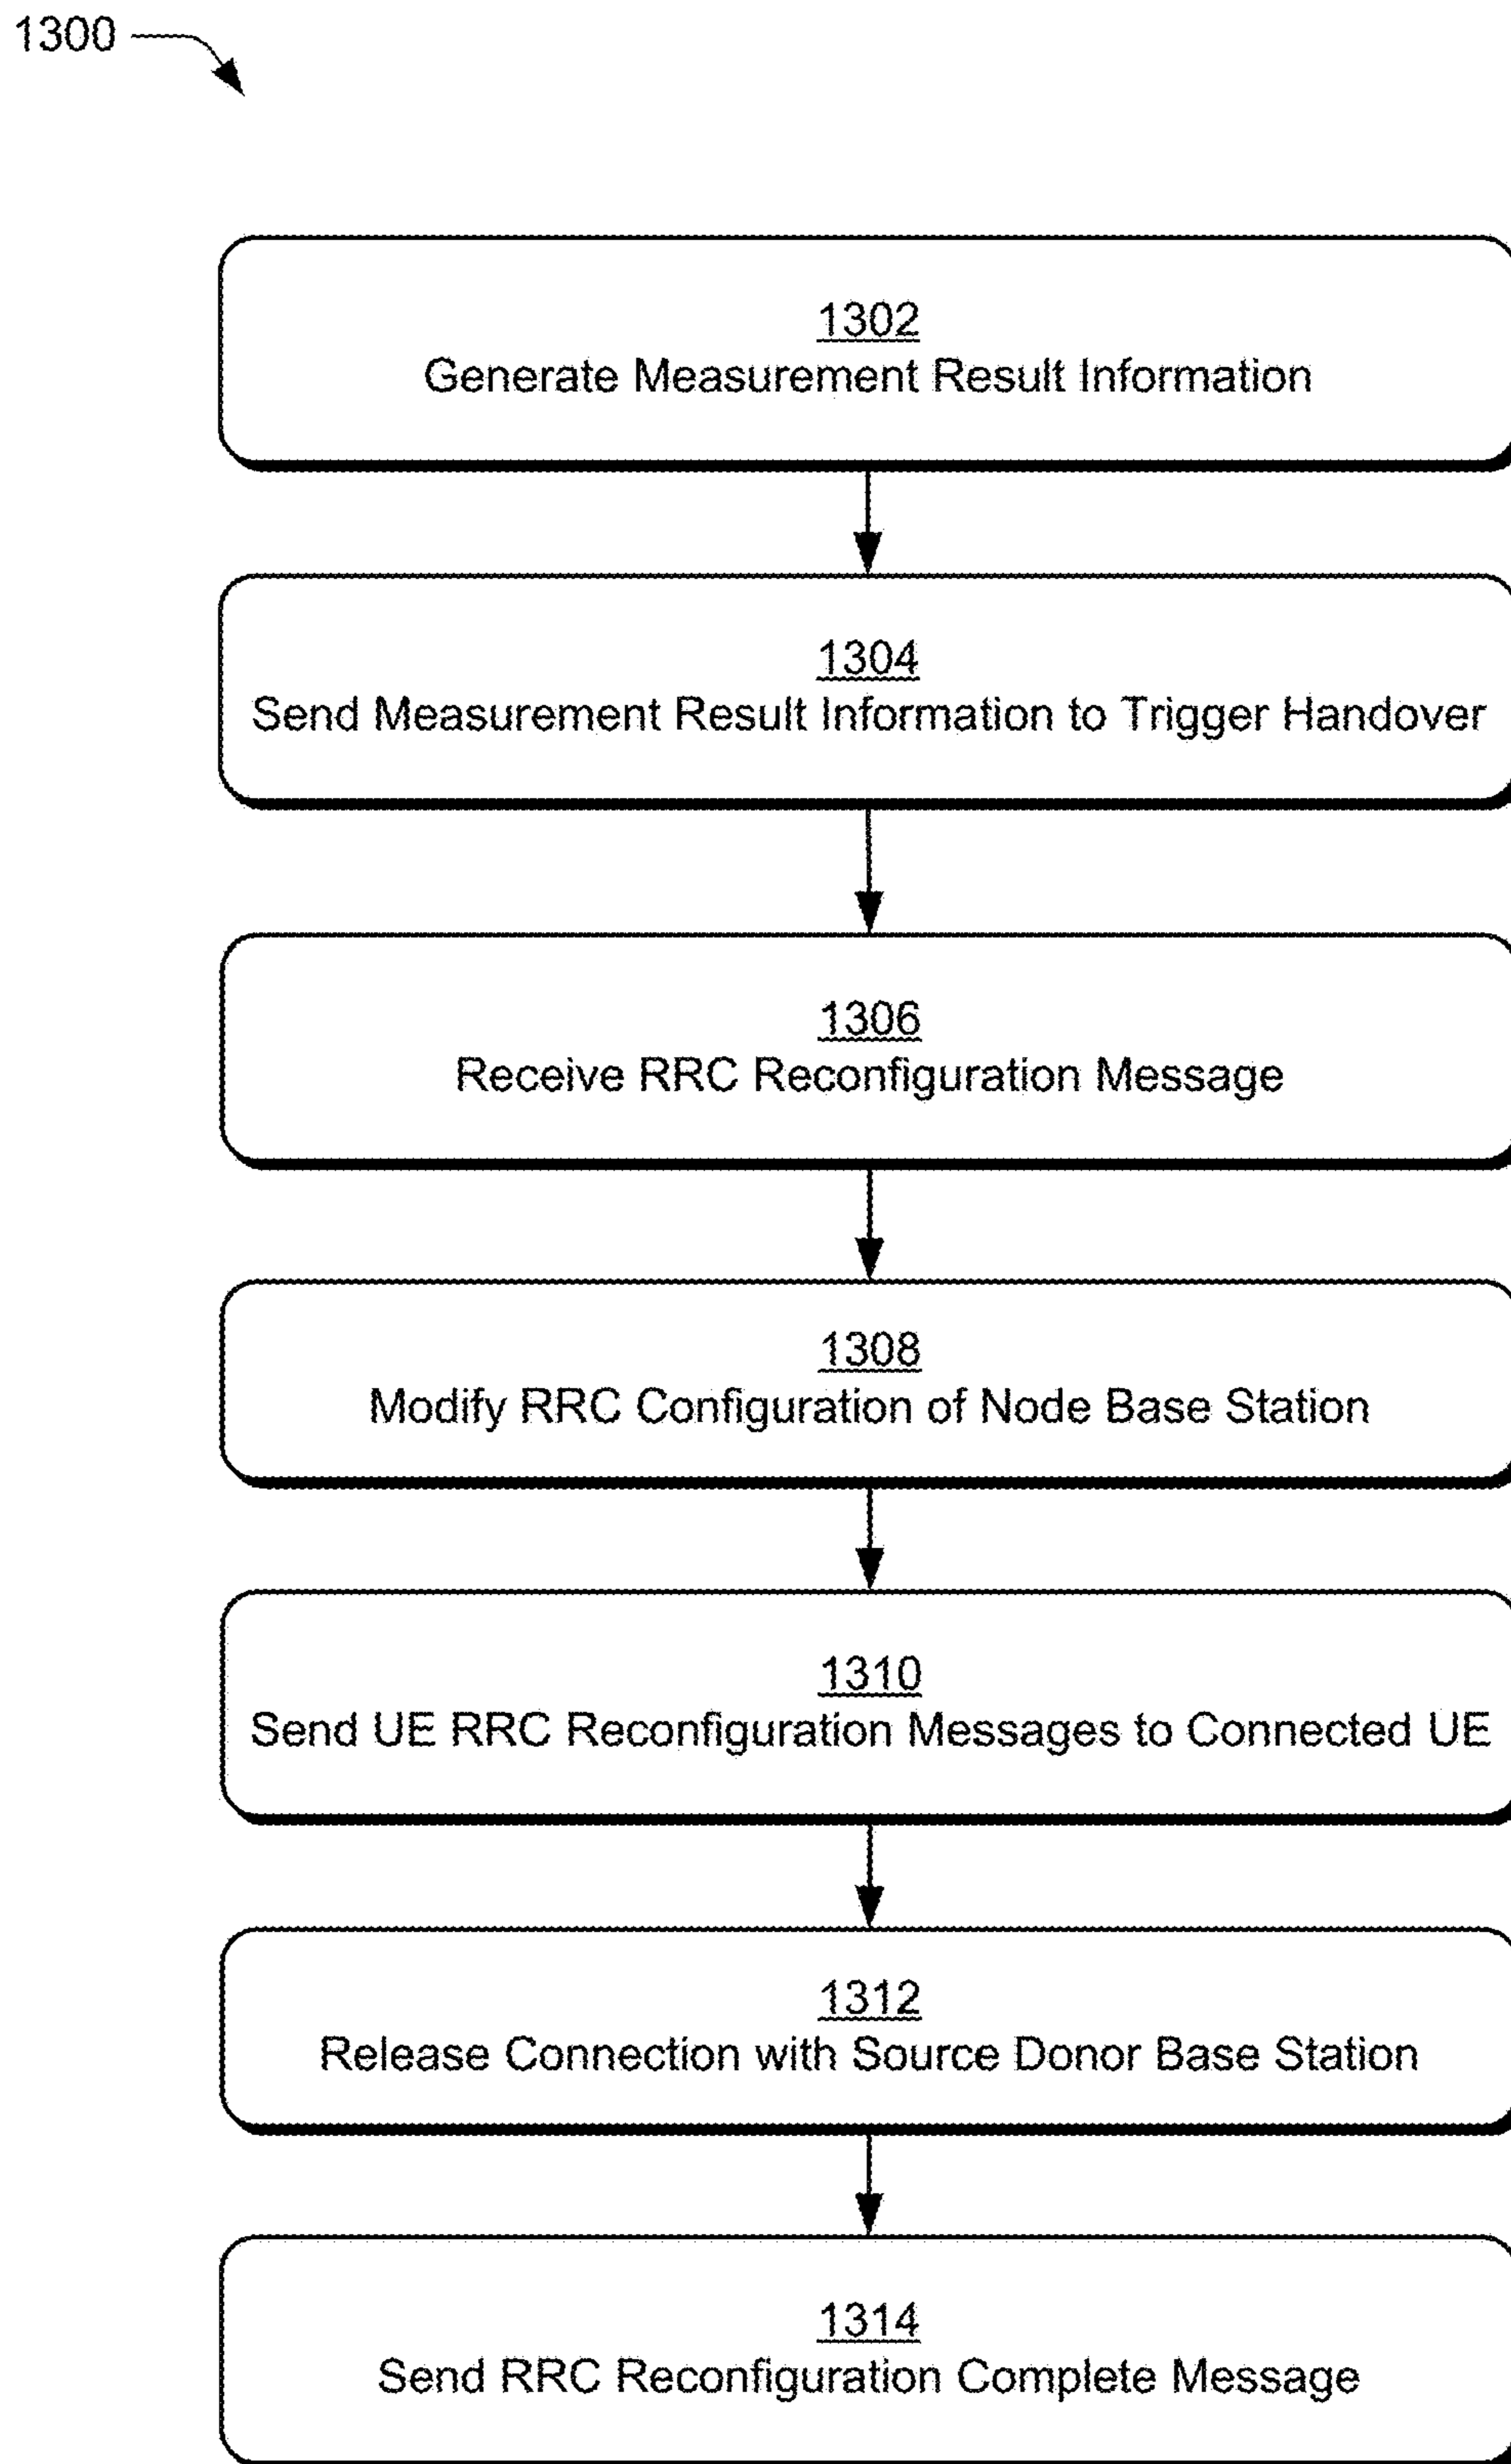 1300
1302
Generate Measurement Result Information
1304
Send Measurement Result Information to Trigger Handover
1306
Receive RRC Reconfiguration Message
1308
Modify RRC Configuration of Node Base Station
1310
Send UE RRC Reconfiguration Messages to Connected UE
1312
Release Connection with Source Donor Base Station
1314
Send RRC Reconfiguration Complete Message